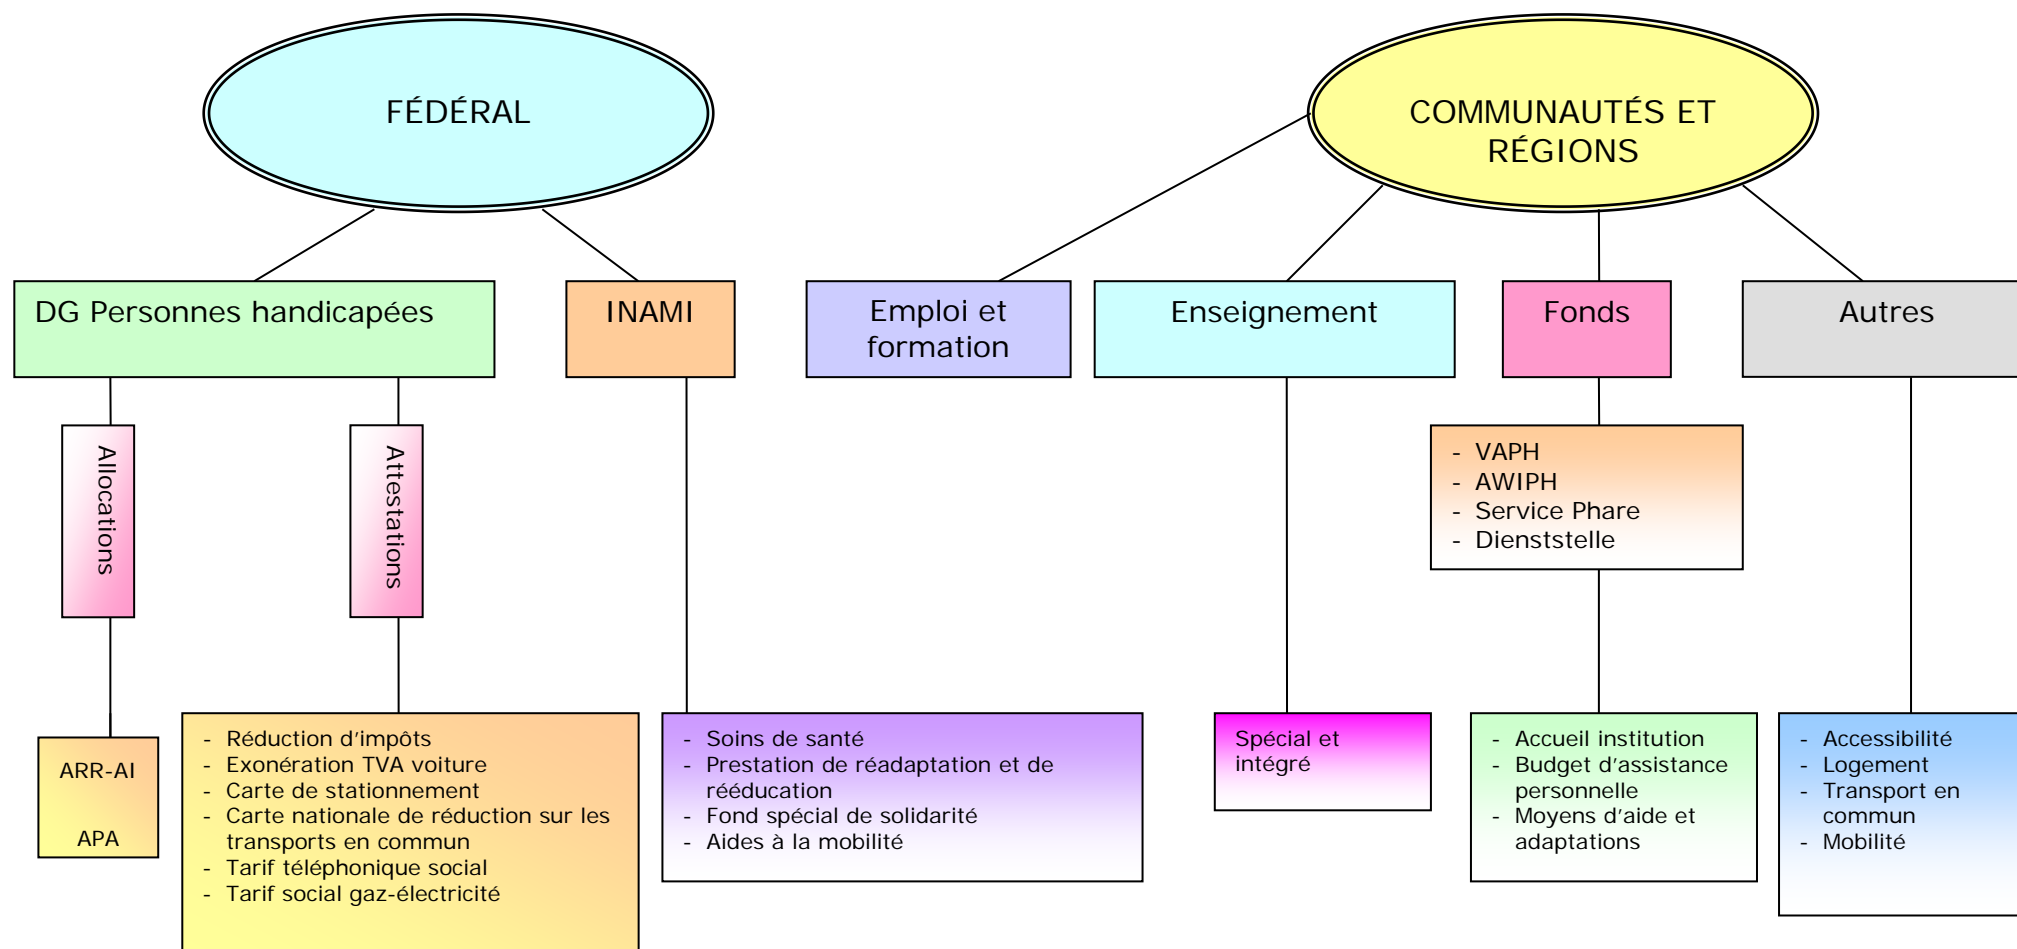 FÉDÉRAL
COMMUNAUTÉS ET
RÉGIONS
DG Personnes handicapées
INAMI
Emploi et
formation
Enseignement
Fonds
Autres
Allocations
Attestations
- VAPH
- AWIPH
- Service Phare
- Dienststelle
ARR-AI
APA
- Réduction d'impôts
- Exonération TVA voiture
- Carte de stationnement
- Carte nationale de réduction sur les
transports en commun
- Tarif téléphonique social
- Tarif social gaz-électricité
- Soins de santé
- Prestation de réadaptation et de
rééducation
- Fond spécial de solidarité
- Aides à la mobilité
Spécial et
intégré
- Accueil institution
- Budget d'assistance
personnelle
- Moyens d'aide et
adaptations
- Accessibilité
- Logement
- Transport en
commun
- Mobilité